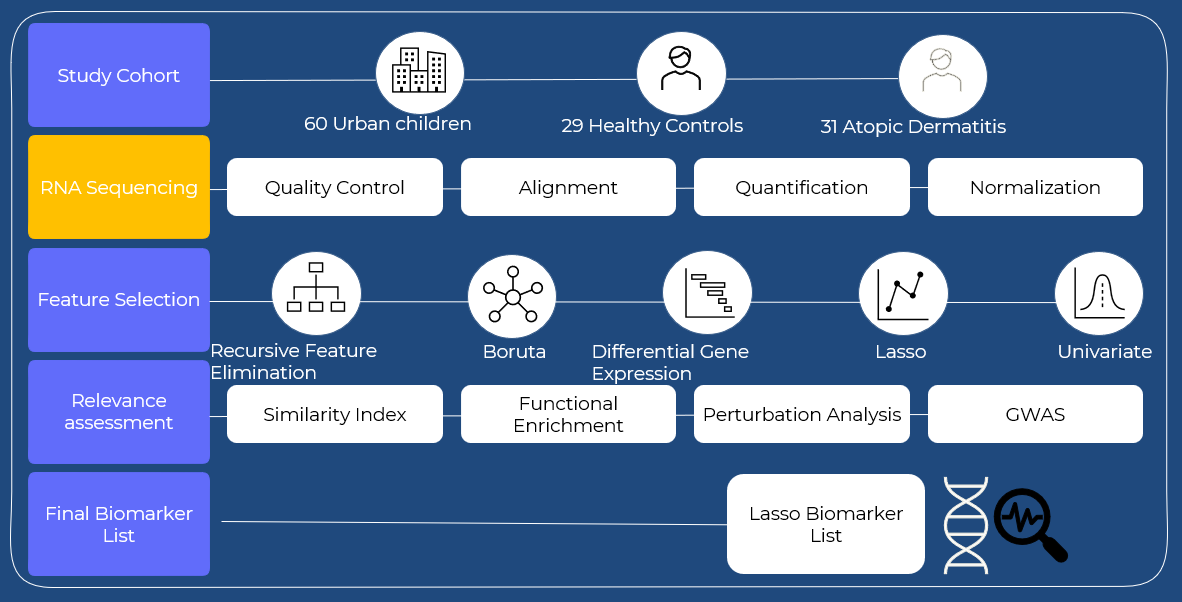 Study Cohort
60 Urban children
29 Healthy Controls
31 Atopic Dermatitis
RNA Sequencing
Quality Control
Alignment
Quantification
Normalization
Feature Selection
Recursive Feature
Elimination
Boruta
Differential Gene
Expression
Lasso
Univariate
Relevance
assessment
Similarity Index
Functional
Enrichment
Perturbation Analysis
GWAS
Final Biomarker
List
Lasso Biomarker
List